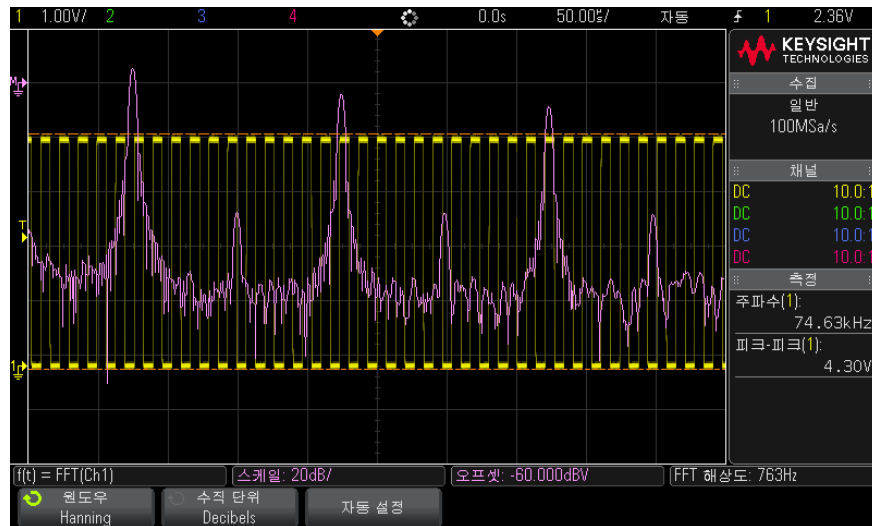 1 1.00V/ 2 3 4 0.0s 50.00㎲/ 자동 1 2.36V
KEYSIGHT
TECHNOLOGIES
수집
일반
100MSa/s
채널
DC 10.0:1
DC 10.0:1
DC 10.0:1
DC 10.0:1
측정
주파수(1):
74.63kHz
피크-피크(1):
4.30V
M
T
1
f(t) = FFT(Ch1) 스케일: 20dB/ 오프셋: -60.000dBV FFT 해상도: 763Hz
윈도우
Hanning
수직 단위
Decibels
자동 설정